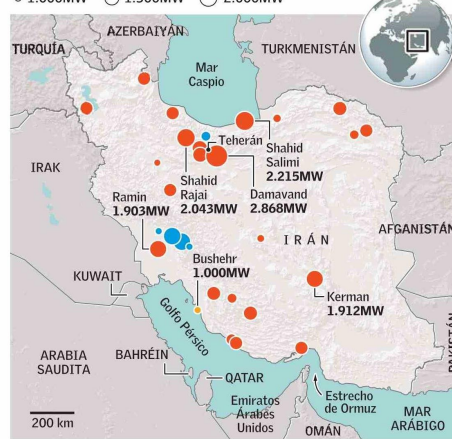 1.000MW 1.500MW 2.000MW
AZERBAIYÁN
TURQUÍA
Mar
Caspio
TURKMENISTÁN
Teherán
Shahid
Salimi
2.215MW
IRAK
Shahid
Rajai
2.043MW
Damavand
2.868MW
Ramin
1.903MW
AFGANISTÁN
IRÁN
Bushehr
1.000MW
KUWAIT
Kerman
1.912MW
Golfo Pérsico
PAKISTÁN
ARABIA
SAUDITA
BAHRÉIN
QATAR
Emiratos
Árabes
Unidos
Estrecho
de Ormuz
OMÁN
MAR
ARÁBIGO
200 km